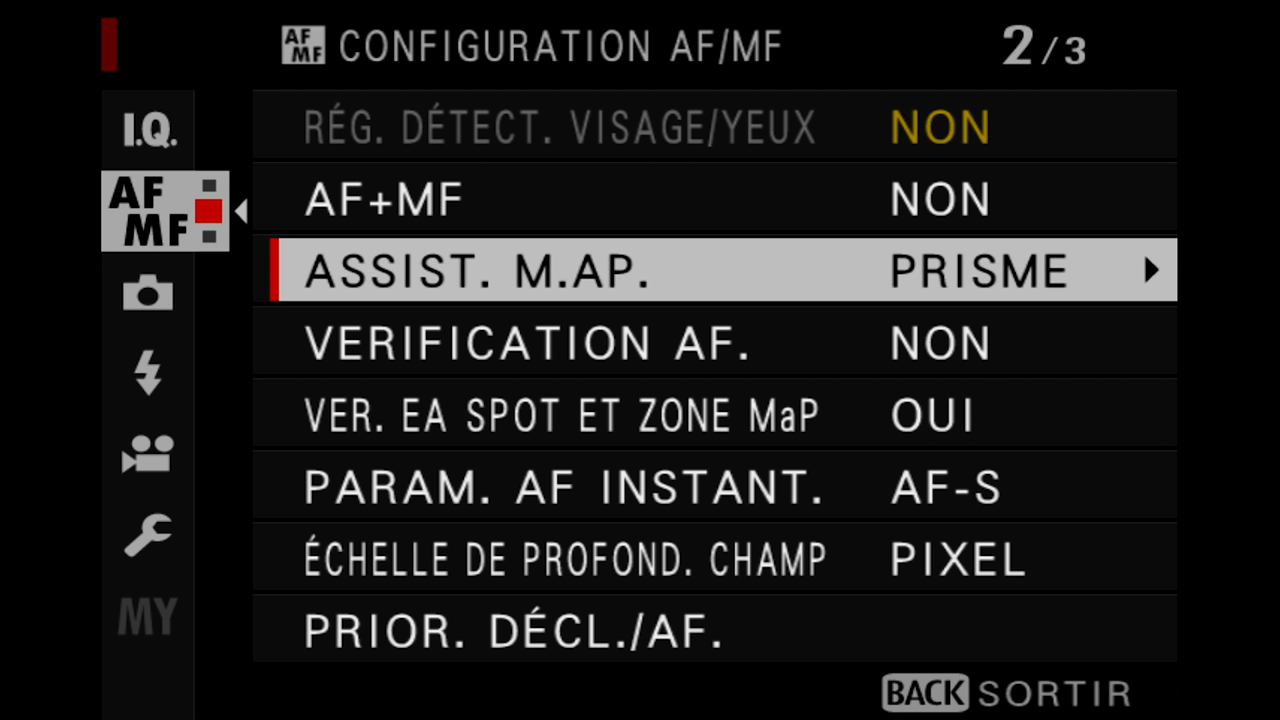 AF MF CONFIGURATION AF/MF 2/3
I.Q.
RÉG. DÉTECT. VISAGE/YEUX NON
AF MF
AF+MF NON
ASSIST. M.AP. PRISME
VERIFICATION AF. NON
VER. EA SPOT ET ZONE MaP OUI
PARAM. AF INSTANT. AF-S
ÉCHELLE DE PROFOND. CHAMP PIXEL
MY
PRIOR. DÉCL./AF.
BACK SORTIR